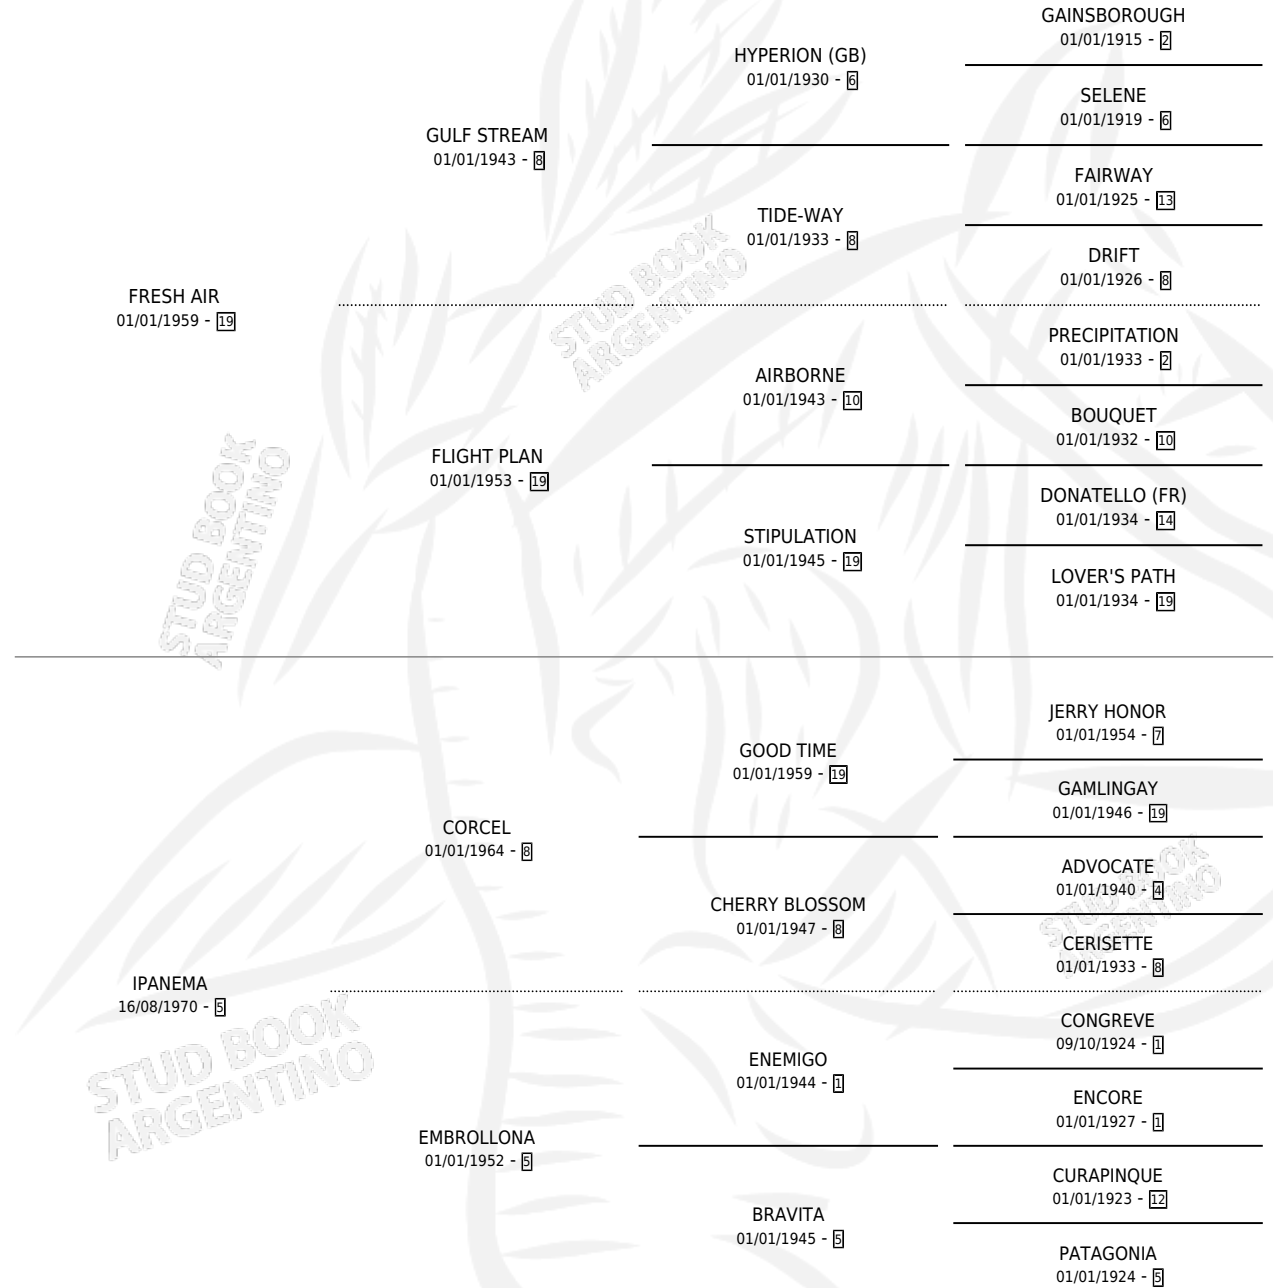 GAINSBOROUGH
01/01/1915 - 2
HYPERION (GB)
01/01/1930 - 6
SELENE
01/01/1919 - 6
GULF STREAM
01/01/1943 - 8
FAIRWAY
01/01/1925 - 13
TIDE-WAY
01/01/1933 - 8
DRIFT
01/01/1926 - 8
FRESH AIR
01/01/1959 - 19
PRECIPITATION
01/01/1933 - 2
AIRBORNE
01/01/1943 - 10
BOUQUET
01/01/1932 - 10
FLIGHT PLAN
01/01/1953 - 19
DONATELLO (FR)
01/01/1934 - 14
STIPULATION
01/01/1945 - 19
LOVER'S PATH
01/01/1934 - 19
JERRY HONOR
01/01/1954 - 7
GOOD TIME
01/01/1959 - 19
GAMLINGAY
01/01/1946 - 19
CORCEL
01/01/1964 - 8
ADVOCATE
01/01/1940 - 4
CHERRY BLOSSOM
01/01/1947 - 8
CERISETTE
01/01/1933 - 8
IPANEMA
16/08/1970 - 5
CONGREVE
09/10/1924 - 1
ENEMIGO
01/01/1944 - 1
ENCORE
01/01/1927 - 1
EMBROLLONA
01/01/1952 - 5
CURAPINQUE
01/01/1923 - 12
BRAVITA
01/01/1945 - 5
PATAGONIA
01/01/1924 - 5
STUD BOOK
ARGENTINO
STUD BOOK
ARGENTINO
STUD BOOK
ARGENTINO
STUD BOOK
ARGENTINO